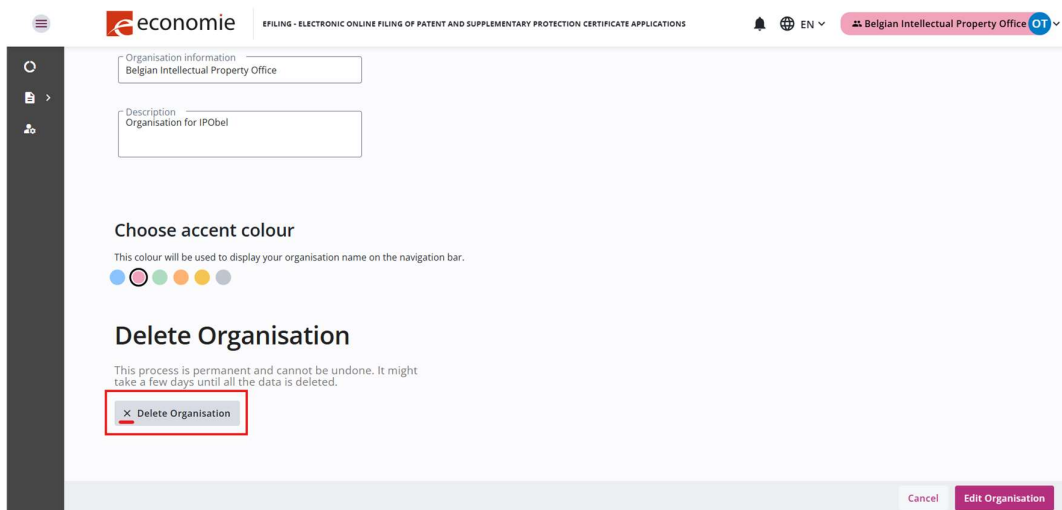 economie
EFILING - ELECTRONIC ONLINE FILING OF PATENT AND SUPPLEMENTARY PROTECTION CERTIFICATE APPLICATIONS
EN
Belgian Intellectual Property Office
OT
Organisation information
Belgian Intellectual Property Office
Description
Organisation for IPObel
Choose accent colour
This colour will be used to display your organisation name on the navigation bar.
Delete Organisation
This process is permanent and cannot be undone. It might
take a few days until all the data is deleted.
Delete Organisation
Cancel
Edit Organisation